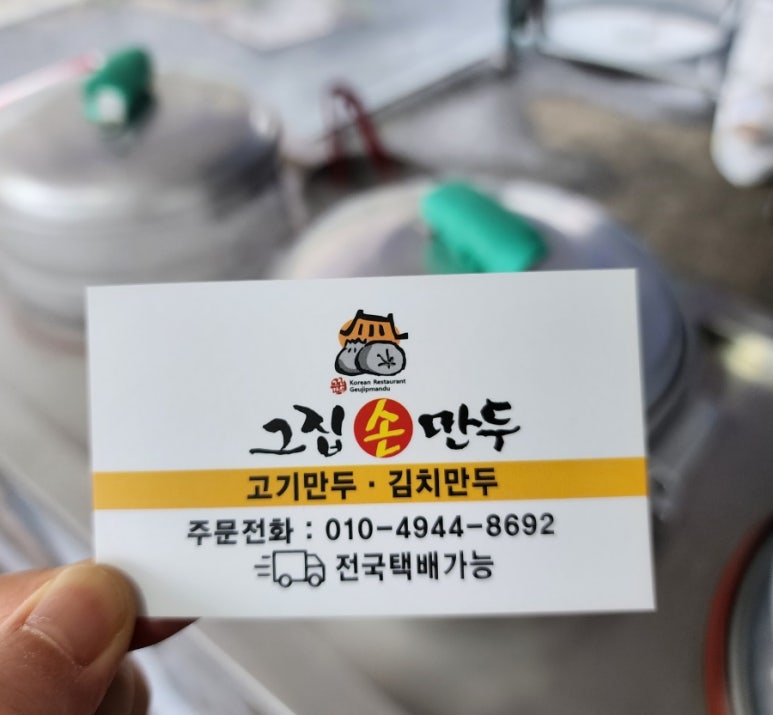 Korean Restaurant
Geujipmandu
그집손만두
고기만두 · 김치만두
주문전화 : 010-4944-8692
전국택배가능